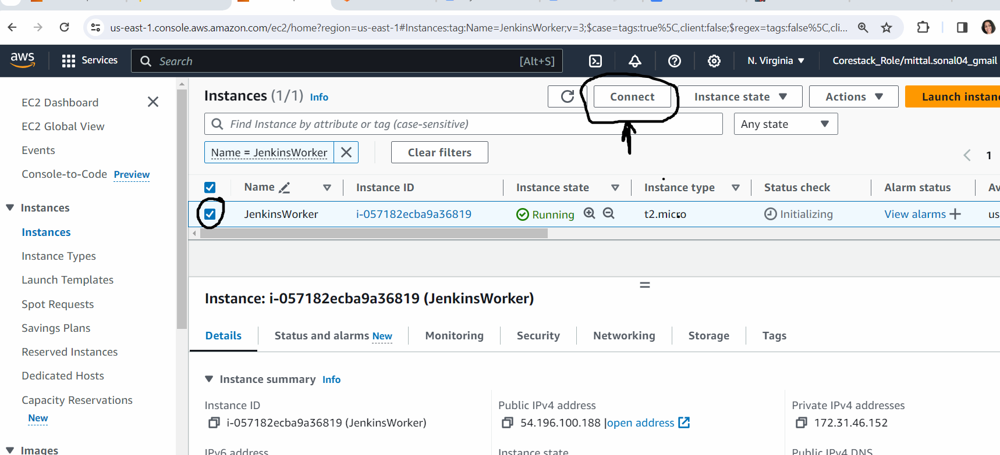 us-east-1.console.aws.amazon.com/ec2/home?region=us-east-1#Instances:tag:Name=JenkinsWorker;v=3;$case=tags:true%5C,client:false;$regex=tags:false%5C,cli...
aws
Services
Search
[Alt+S]
N. Virginia
Corestack_Role/mittal.sonal04_gmail
EC2 Dashboard
EC2 Global View
Events
Console-to-Code Preview
Instances
Instances
Instance Types
Launch Templates
Spot Requests
Savings Plans
Reserved Instances
Dedicated Hosts
Capacity Reservations
New
Images
Instances (1/1) Info
Connect
Instance state
Actions
Launch instan
Find Instance by attribute or tag (case-sensitive)
Any state
Name = JenkinsWorker
Clear filters
1
Name Instance ID Instance state Instance type Status check Alarm status Av
JenkinsWorker i-057182ecba9a36819 Running t2.micro Initializing View alarms us
Instance: i-057182ecba9a36819 (JenkinsWorker)
Details Status and alarms New Monitoring Security Networking Storage Tags
Instance summary Info
Instance ID Public IPv4 address Private IPv4 addresses
i-057182ecba9a36819 (JenkinsWorker) 54.196.100.188 |open address 172.31.46.152
IPv6 address Instance state Public IPv4 DNS